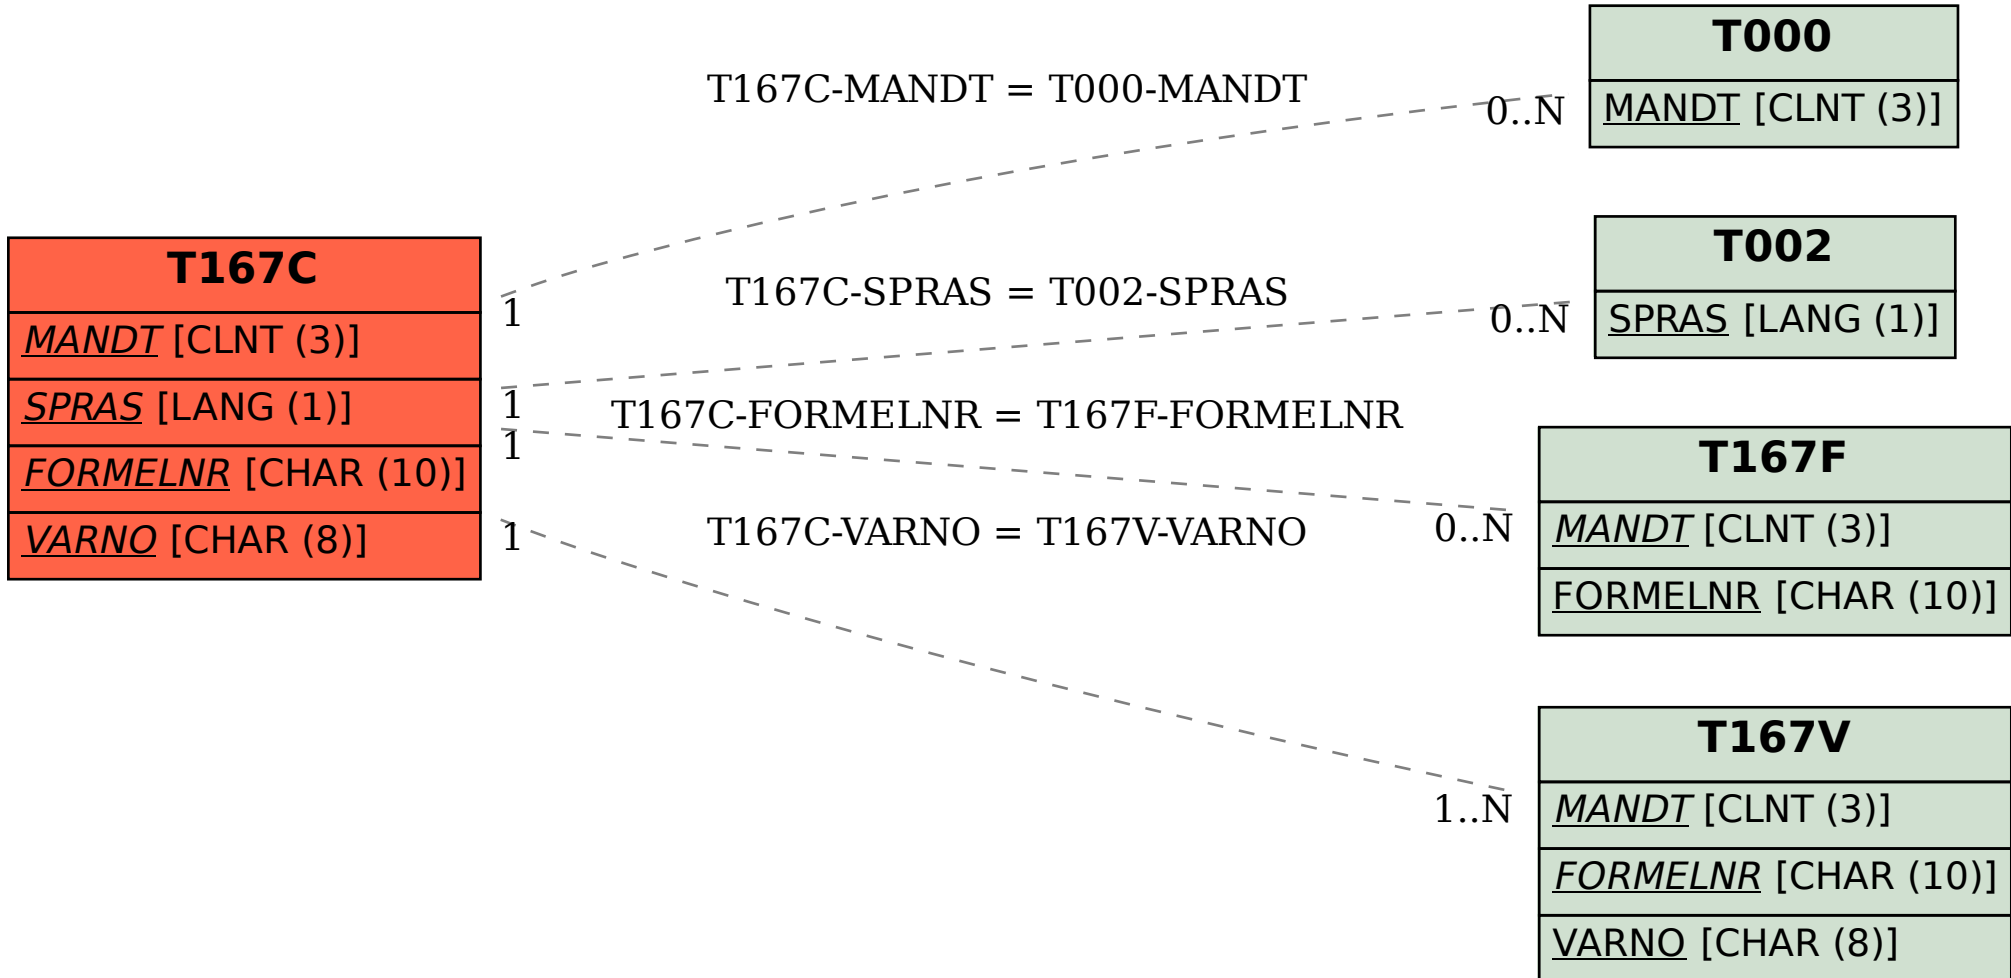 T000
MANDT [CLNT (3)]
T167C-MANDT = T000-MANDT
0..N
T002
SPRAS [LANG (1)]
T167C-SPRAS = T002-SPRAS
0..N
T167C
MANDT [CLNT (3)]
SPRAS [LANG (1)]
FORMELNR [CHAR (10)]
VARNO [CHAR (8)]
1
1
1
1
T167C-FORMELNR = T167F-FORMELNR
0..N
T167F
MANDT [CLNT (3)]
FORMELNR [CHAR (10)]
T167C-VARNO = T167V-VARNO
1..N
T167V
MANDT [CLNT (3)]
FORMELNR [CHAR (10)]
VARNO [CHAR (8)]